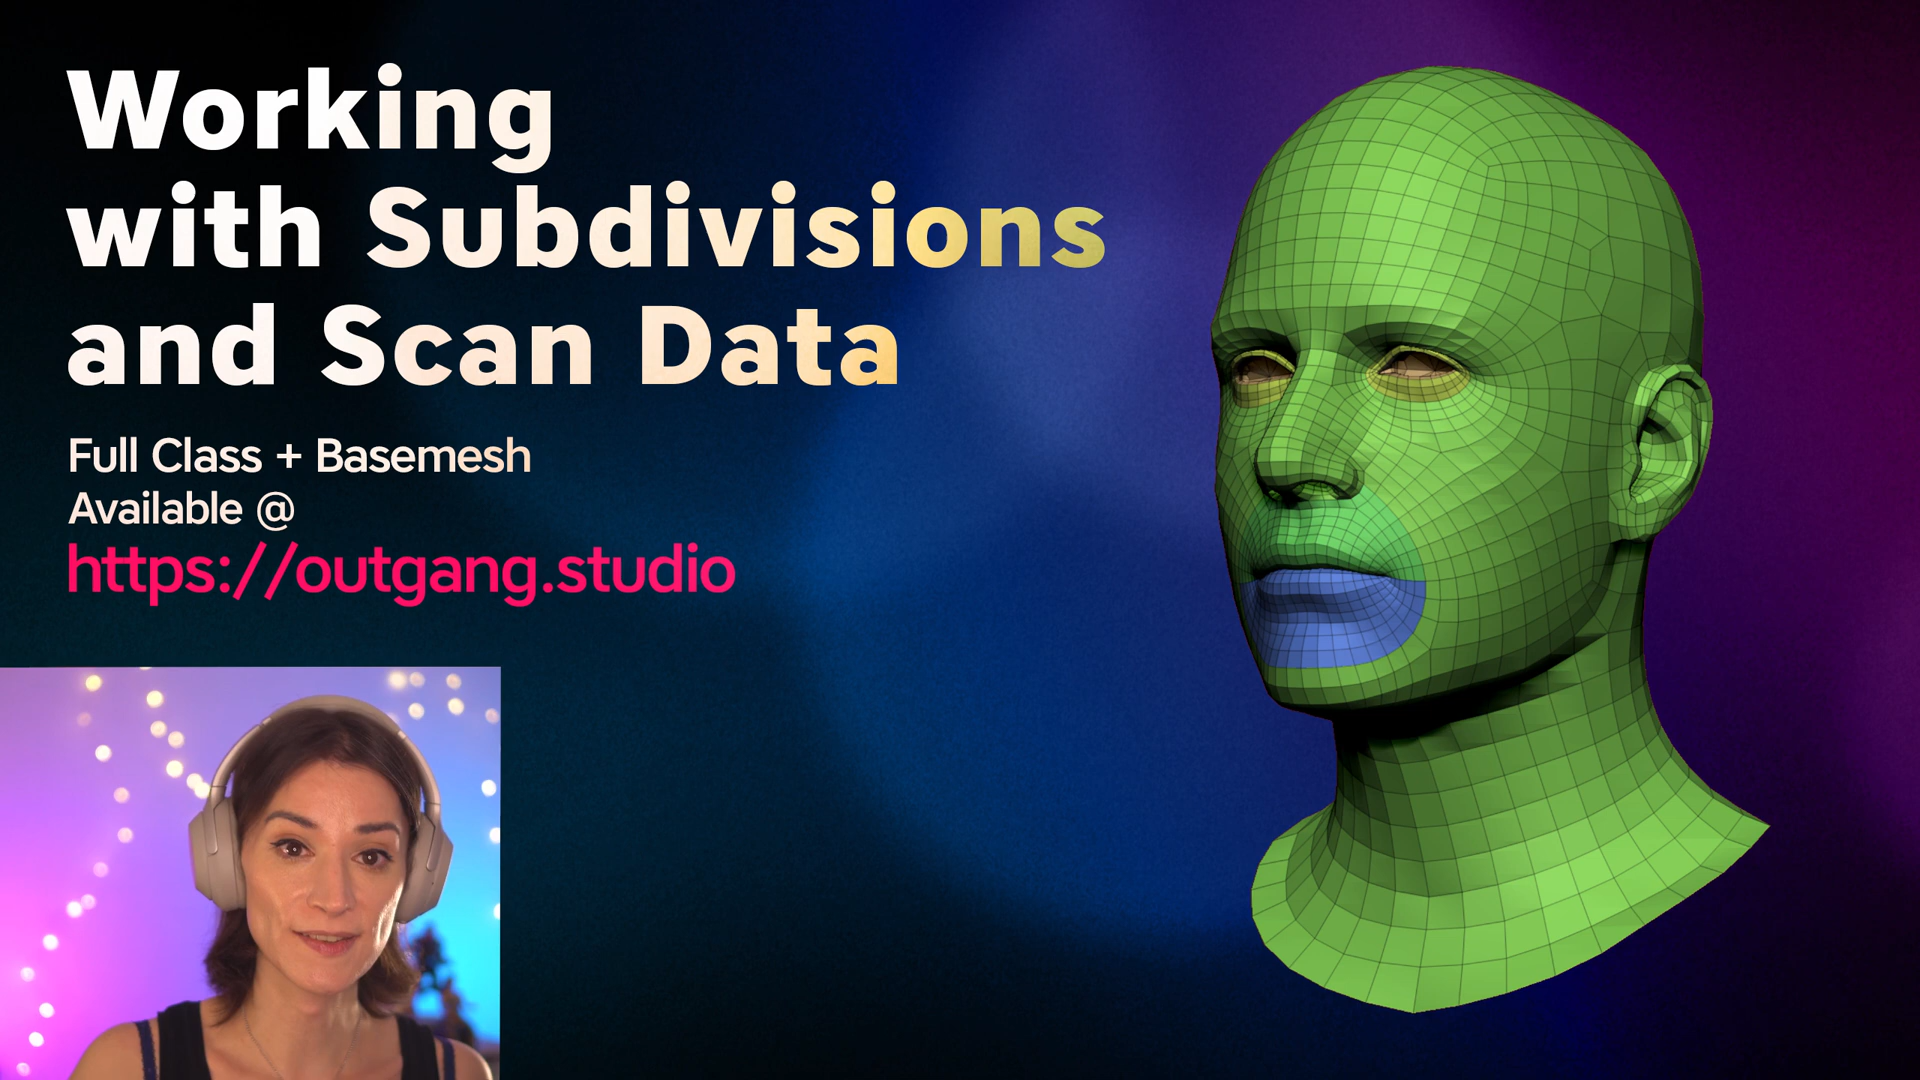 Working
with Subdivisions
and Scan Data
Full Class + Basemesh
Available @
https://outgang.studio